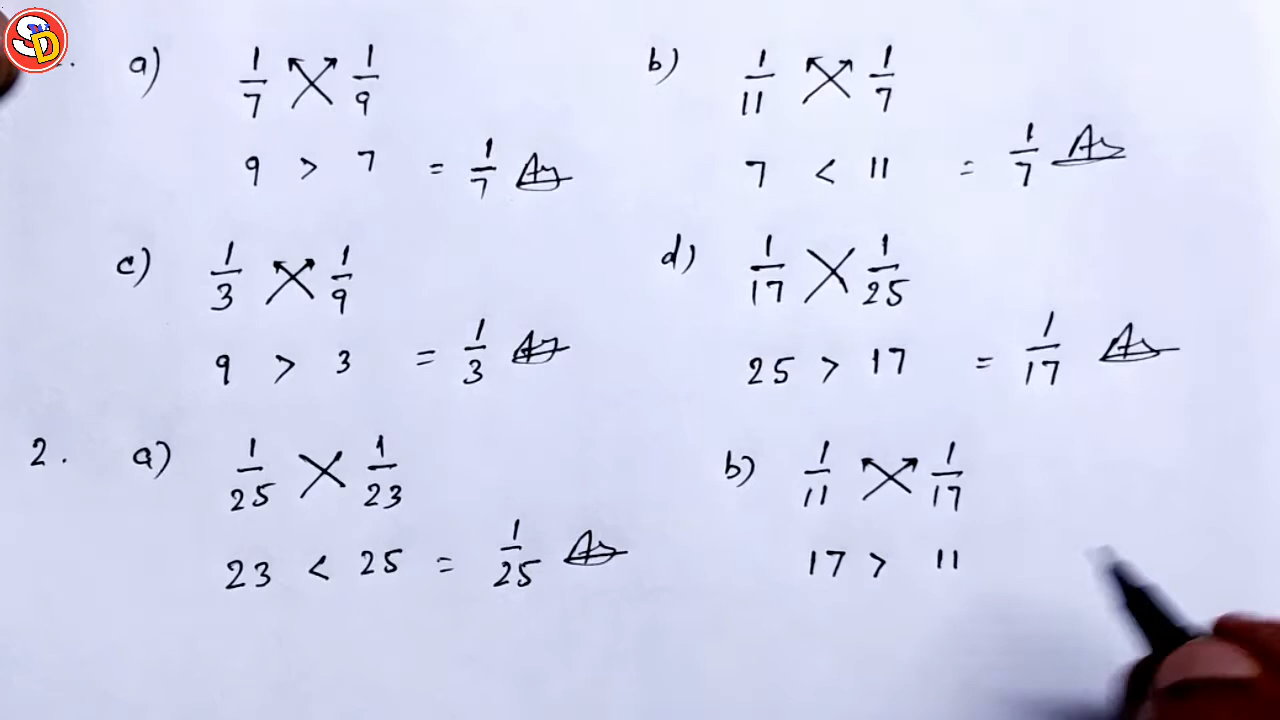 SD
a) 1/7 1/9
9 > 7 = 1/7 Ans
b) 1/11 1/7
7 < 11 = 1/7 Ans
c) 1/3 1/9
9 > 3 = 1/3 Ans
d) 1/17 1/25
25 > 17 = 1/17 Ans
2. a) 1/25 1/23
23 < 25 = 1/25 Ans
b) 1/11 1/17
17 > 11